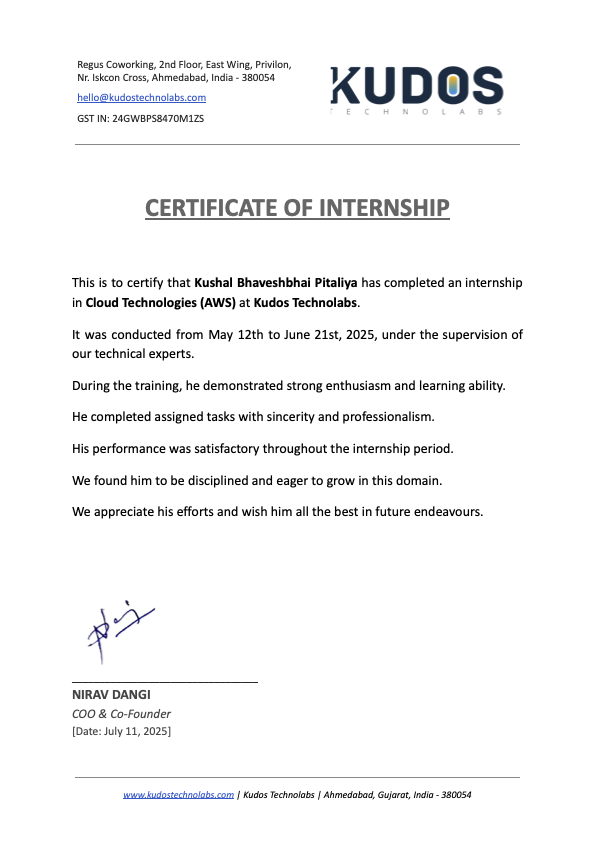 Regus Coworking, 2nd Floor, East Wing, Privilon,
Nr. Iskcon Cross, Ahmedabad, India - 380054
hello@kudostechnolabs.com
GST IN: 24GWBPS8470M1ZS
KUDOS
TECHNOLABS
CERTIFICATE OF INTERNSHIP
This is to certify that Kushal Bhaveshbhai Pitaliya has completed an internship
in Cloud Technologies (AWS) at Kudos Technolabs.
It was conducted from May 12th to June 21st, 2025, under the supervision of
our technical experts.
During the training, he demonstrated strong enthusiasm and learning ability.
He completed assigned tasks with sincerity and professionalism.
His performance was satisfactory throughout the internship period.
We found him to be disciplined and eager to grow in this domain.
We appreciate his efforts and wish him all the best in future endeavours.
NIRAV DANGI
COO & Co-Founder
[Date: July 11, 2025]
www.kudostechnolabs.com | Kudos Technolabs | Ahmedabad, Gujarat, India - 380054